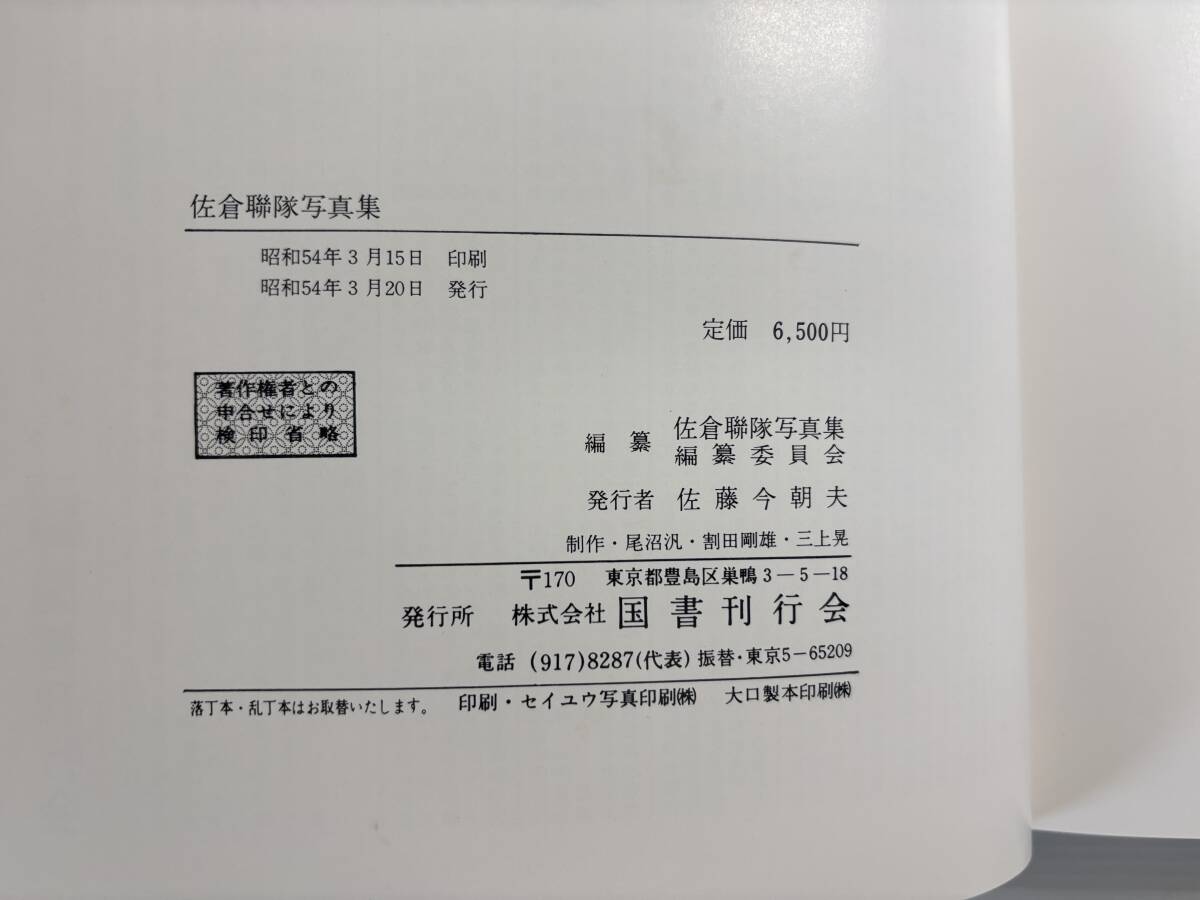 佐倉聯隊写真集
昭和54年3月15日 印刷
昭和54年3月20日 発行
定価 6,500円
著作権者との
申合せにより
検印省略
編纂 佐倉聯隊写真集
編纂委員会
発行者 佐藤今朝夫
制作・尾沼汎・割田剛雄・三上晃
〒170 東京都豊島区巣鴨3-5-18
発行所 株式会社 国書刊行会
電話 (917)8287(代表) 振替・東京5-65209
落丁本・乱丁本はお取替いたします。 印刷・セイユウ写真印刷㈱ 大口製本印刷㈱